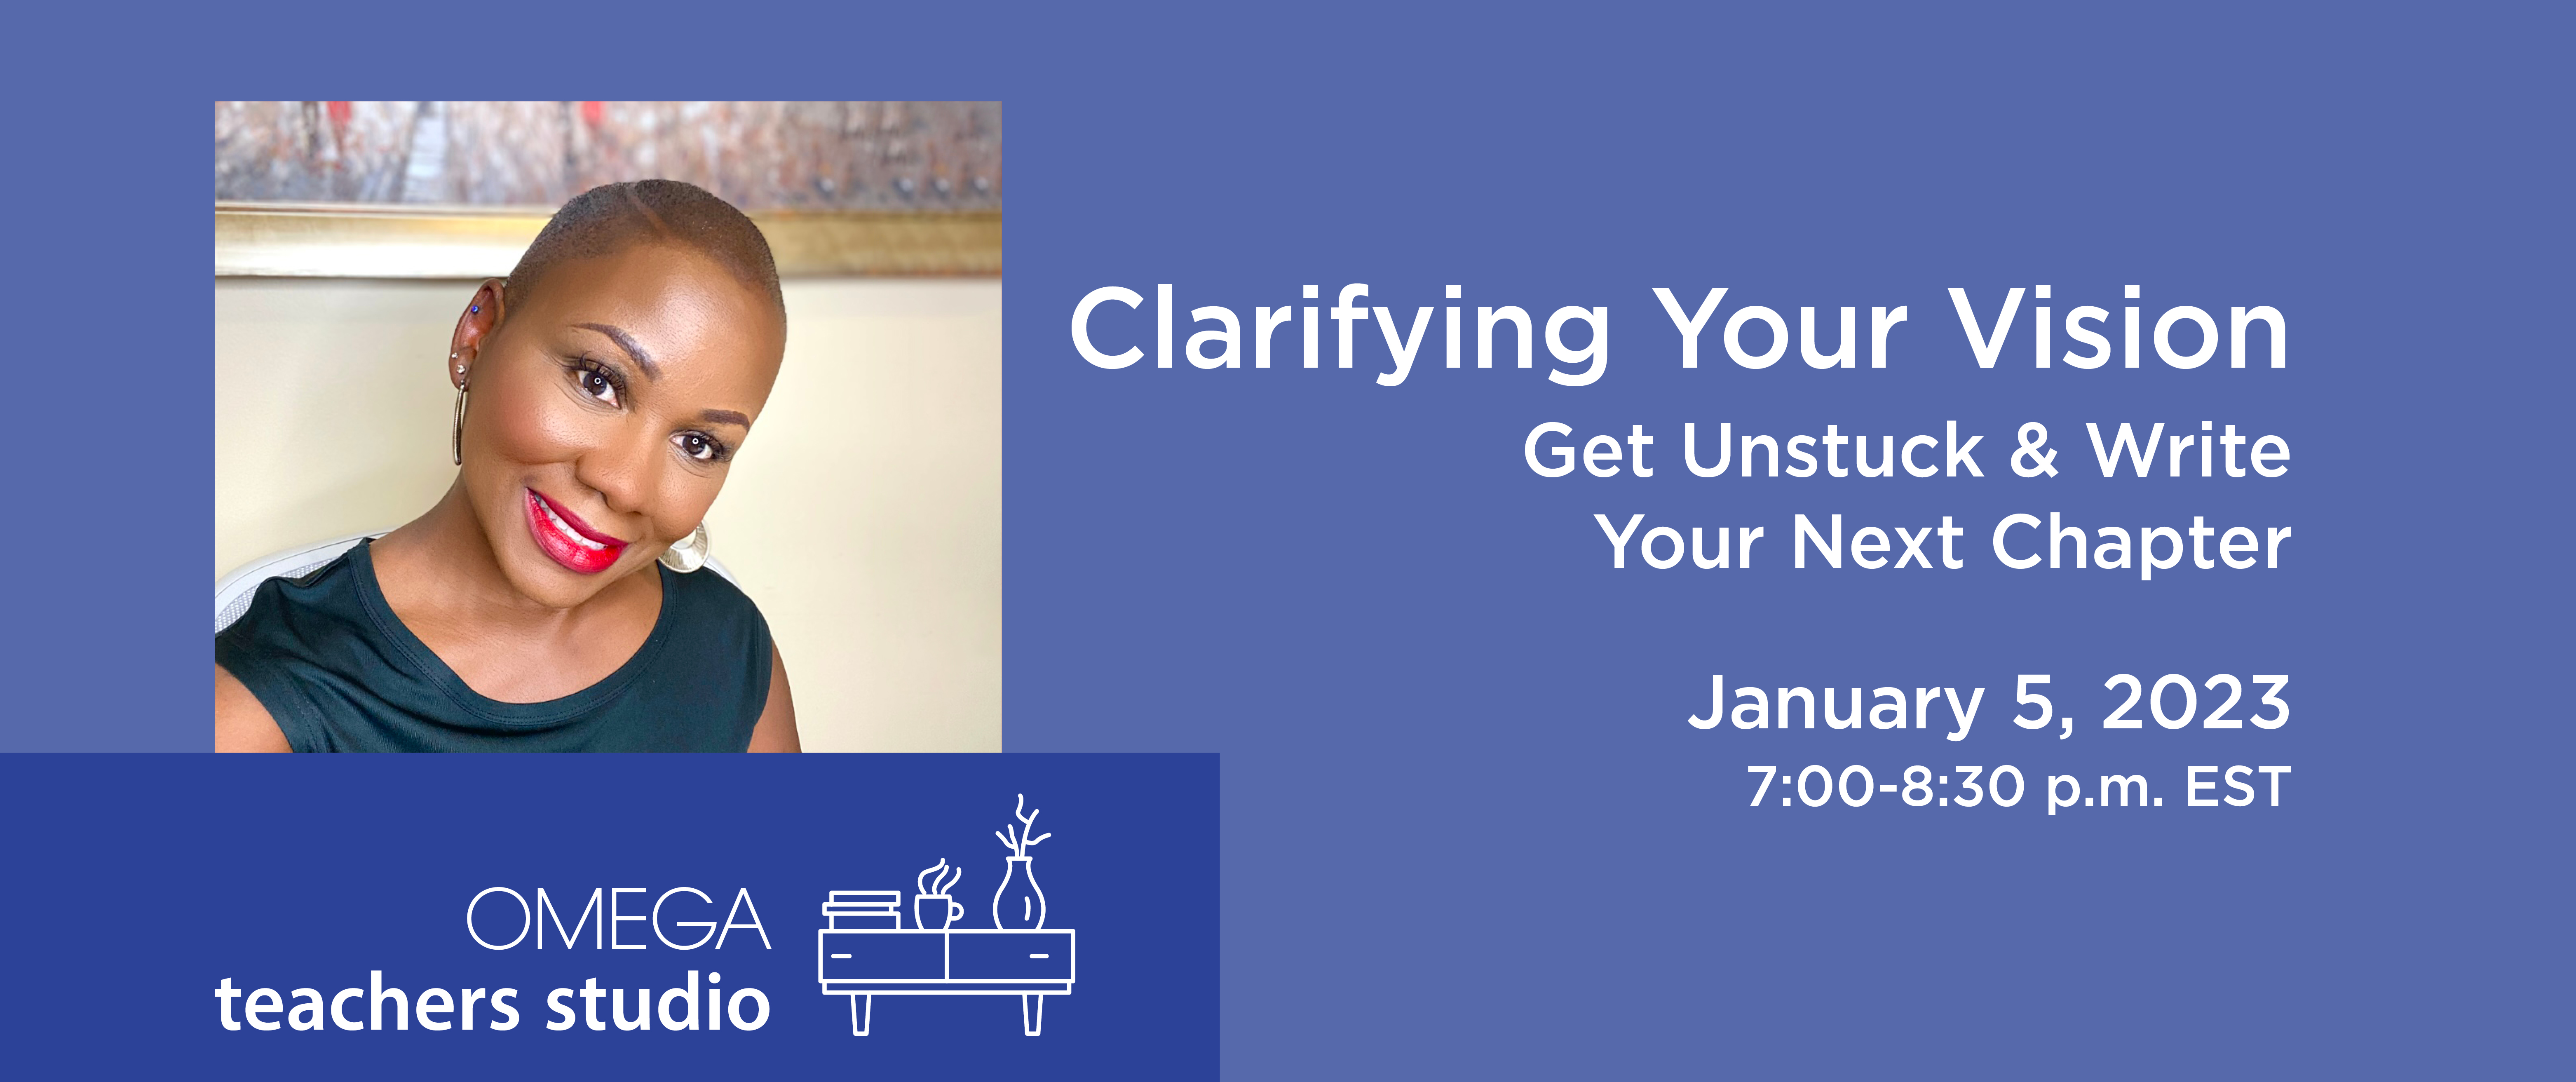 Clarifying Your Vision
Get Unstuck & Write
Your Next Chapter
January 5, 2023
7:00-8:30 p.m. EST
OMEGA
teachers studio